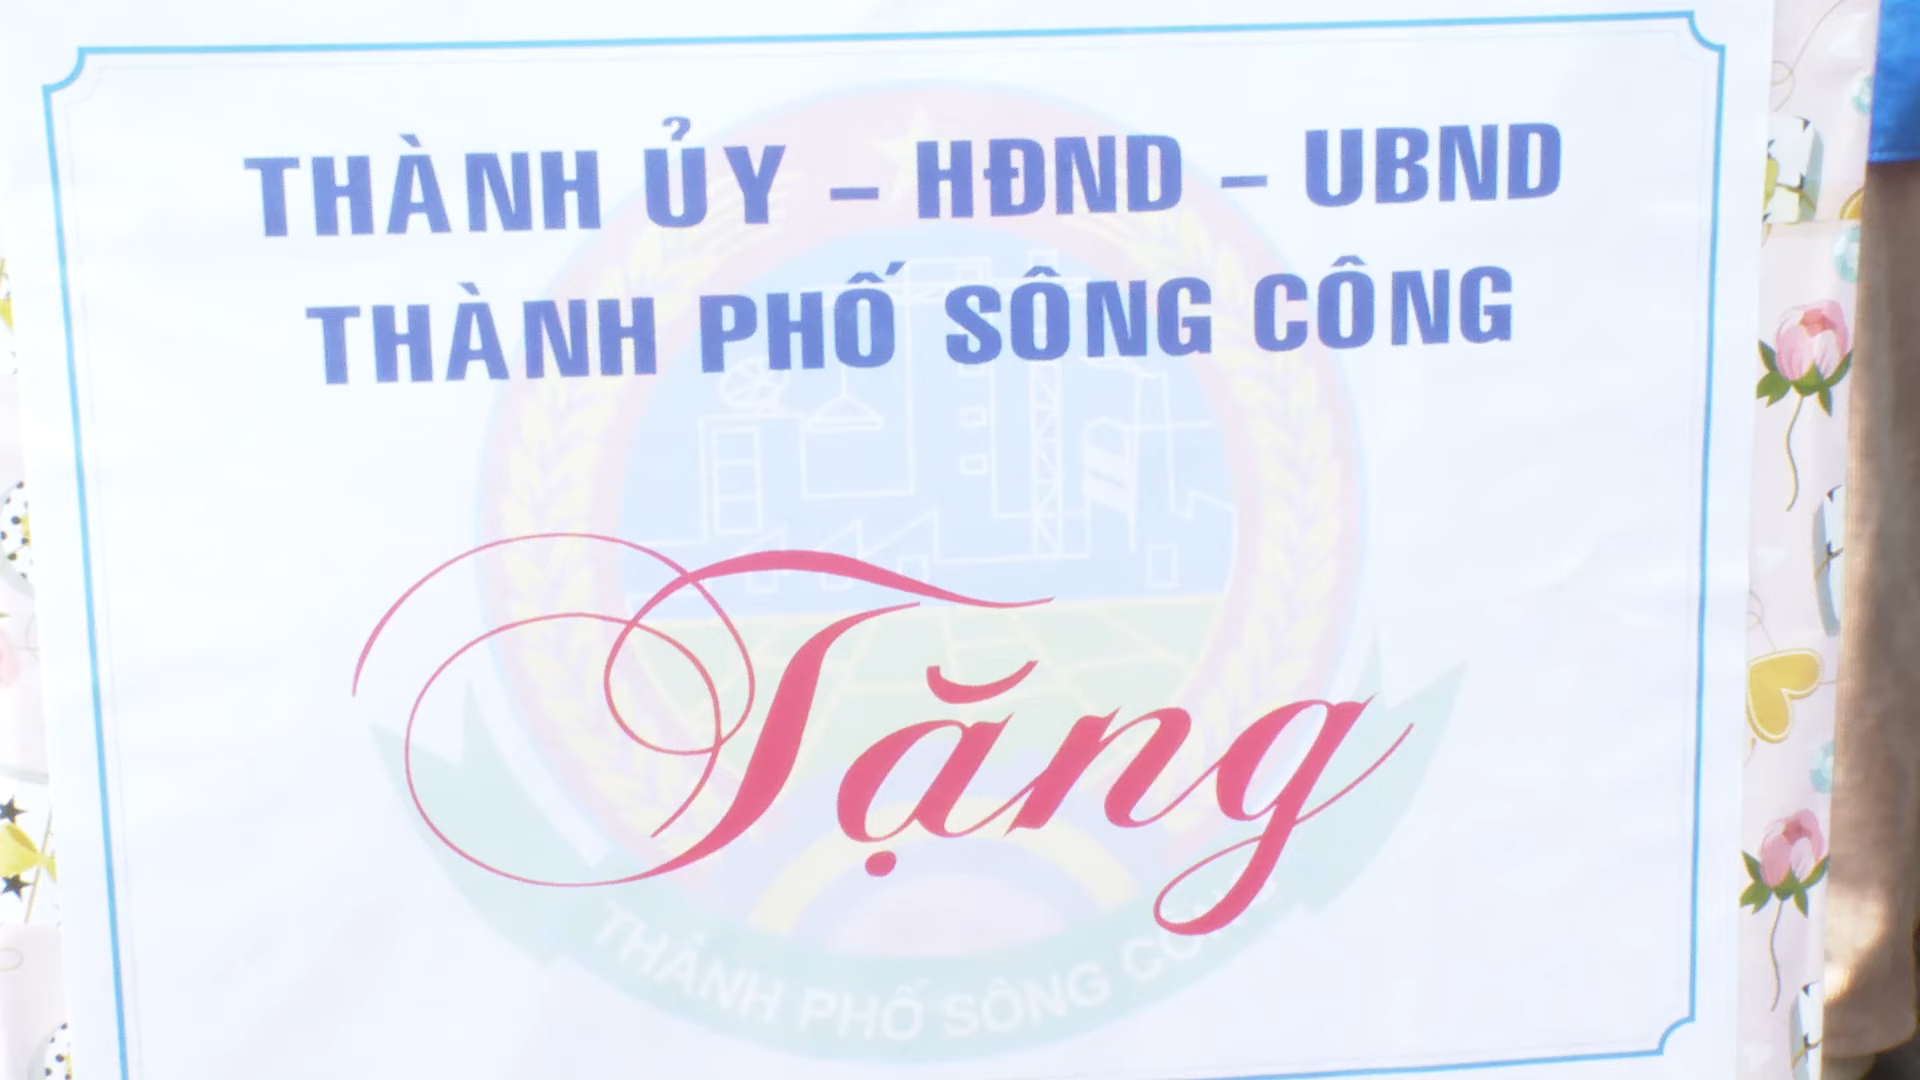 THÀNH ỦY – HĐND – UBND
THÀNH PHỐ SÔNG CÔNG
Tặng
THÀNH PHỐ SÔNG CÔNG